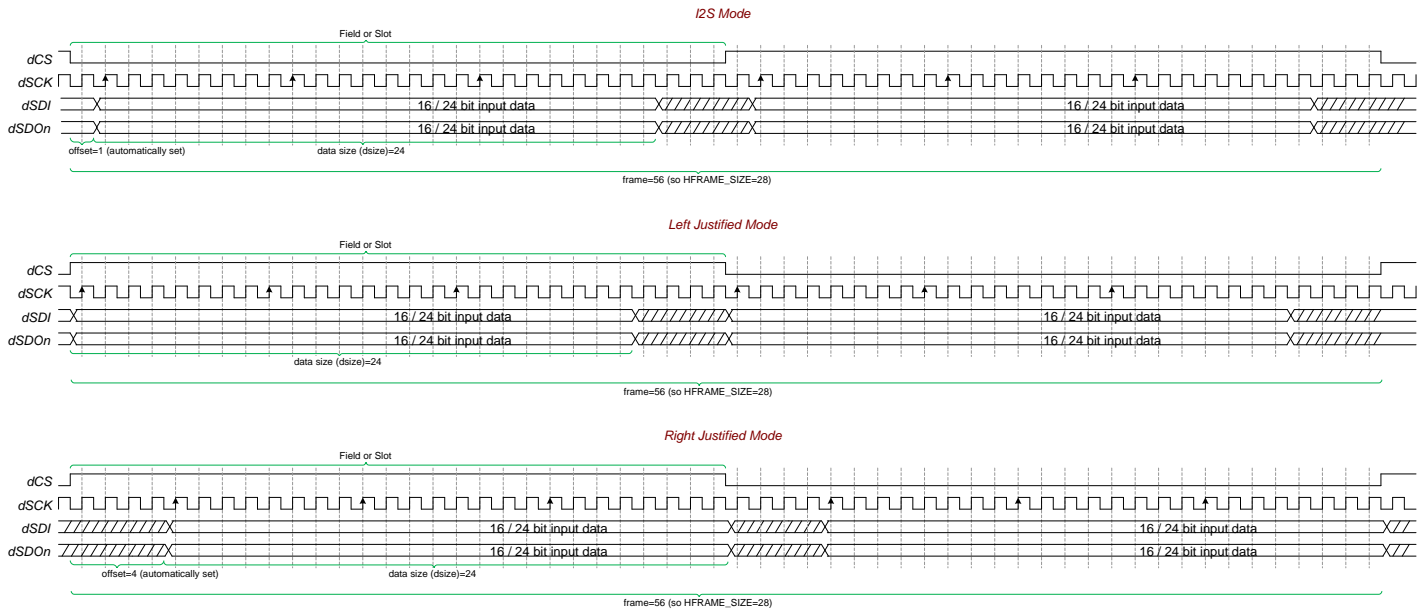 I2S Mode
Field or Slot
dCS
dSCK
dSDI 16 / 24 bit input data 16 / 24 bit input data
dSDOn 16 / 24 bit input data 16 / 24 bit input data
offset=1 (automatically set) data size (dsize)=24
frame=56 (so HFRAME_SIZE=28)
Left Justified Mode
Field or Slot
dCS
dSCK
dSDI 16 / 24 bit input data 16 / 24 bit input data
dSDOn 16 / 24 bit input data 16 / 24 bit input data
data size (dsize)=24
frame=56 (so HFRAME_SIZE=28)
Right Justified Mode
Field or Slot
dCS
dSCK
dSDI 16 / 24 bit input data 16 / 24 bit input data
dSDOn 16 / 24 bit input data 16 / 24 bit input data
offset=4 (automatically set) data size (dsize)=24
frame=56 (so HFRAME_SIZE=28)